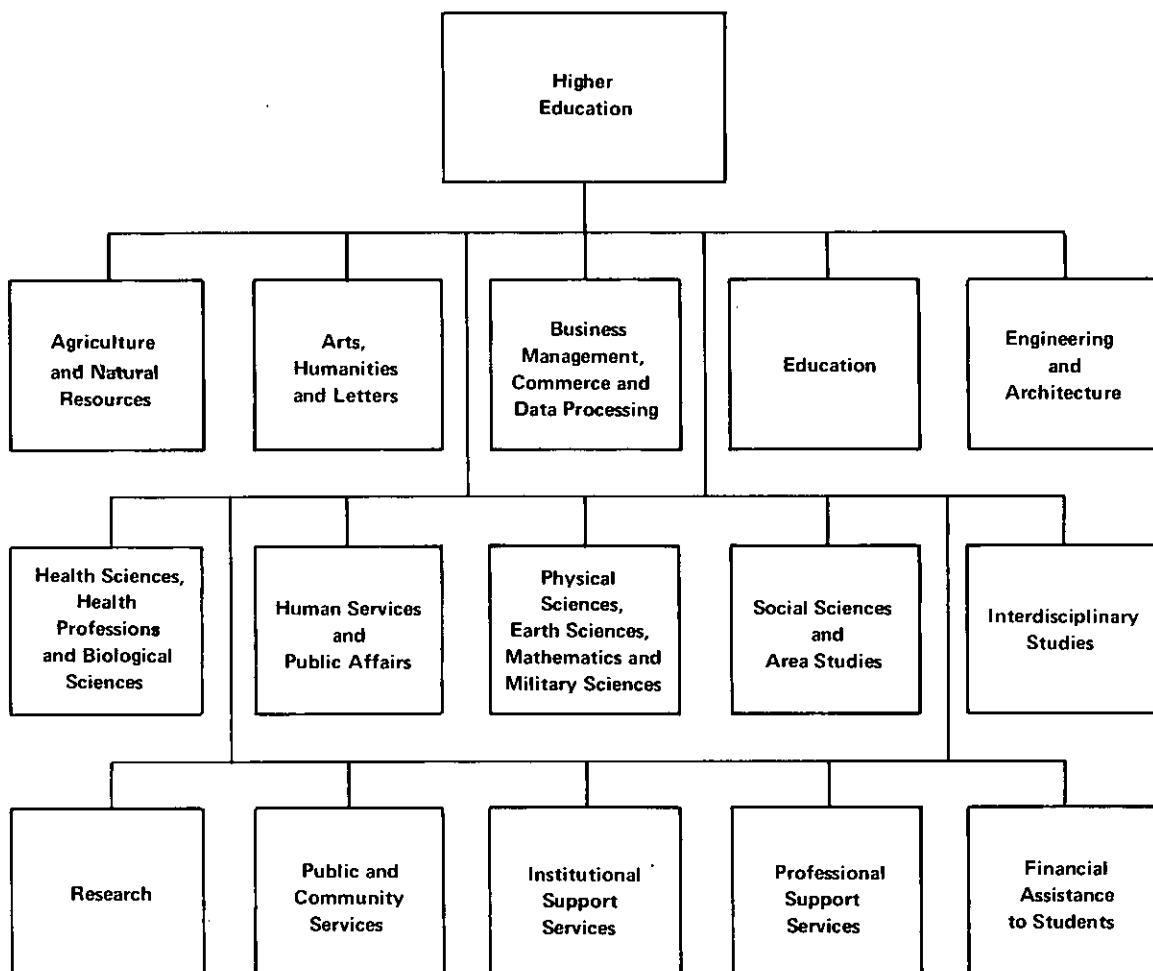 Higher
Education
Agriculture
and Natural
Resources
Arts,
Humanities
and Letters
Business
Management,
Commerce and
Data Processing
Education
Engineering
and
Architecture
Health Sciences,
Health
Professions
and Biological
Sciences
Human Services
and
Public Affairs
Physical
Sciences,
Earth Sciences,
Mathematics and
Military Sciences
Social Sciences
and
Area Studies
Interdisciplinary
Studies
Research
Public and
Community
Services
Institutional
Support
Services
Professional
Support
Services
Financial
Assistance
to Students